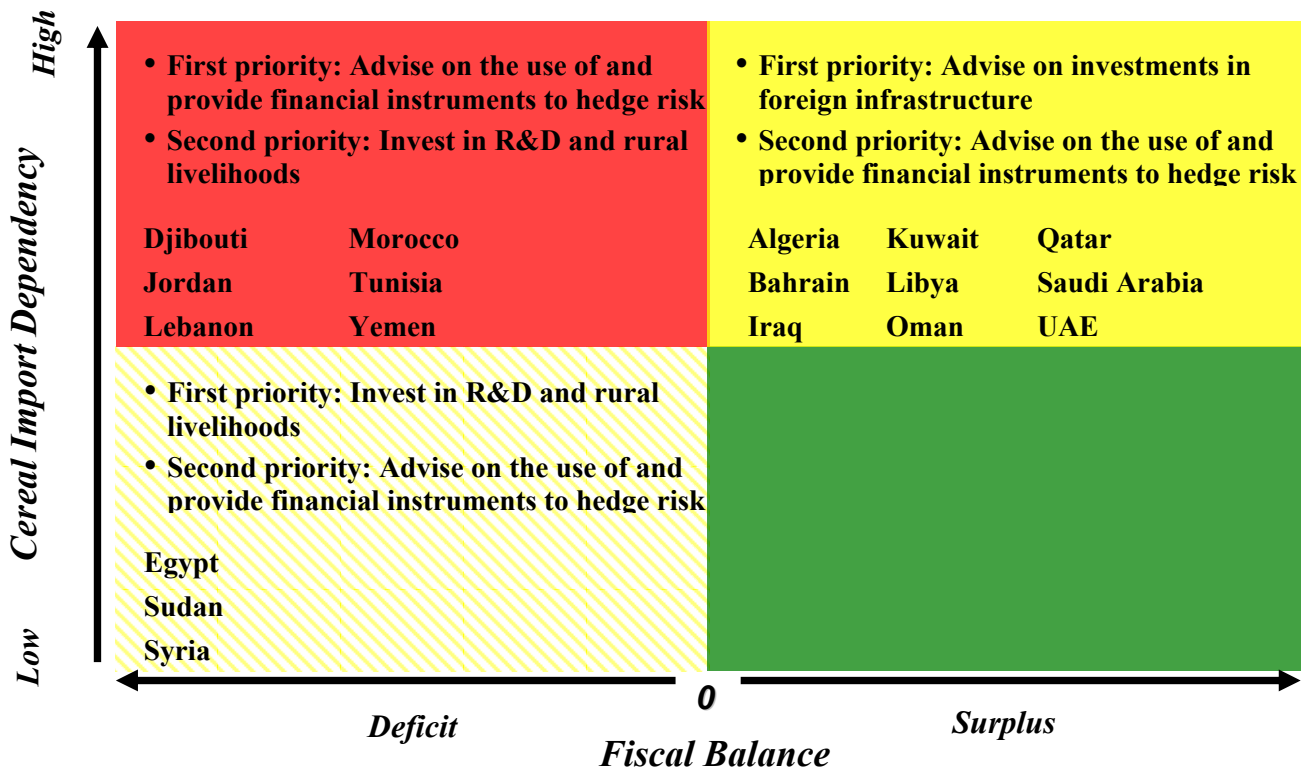 High
Cereal Import Dependency
Low
• First priority: Advise on the use of and
provide financial instruments to hedge risk
• Second priority: Invest in R&D and rural
livelihoods
Djibouti Morocco
Jordan Tunisia
Lebanon Yemen
• First priority: Advise on investments in
foreign infrastructure
• Second priority: Advise on the use of and
provide financial instruments to hedge risk
Algeria Kuwait Qatar
Bahrain Libya Saudi Arabia
Iraq Oman UAE
• First priority: Invest in R&D and rural
livelihoods
• Second priority: Advise on the use of and
provide financial instruments to hedge risk
Egypt
Sudan
Syria
0
Deficit Surplus
Fiscal Balance